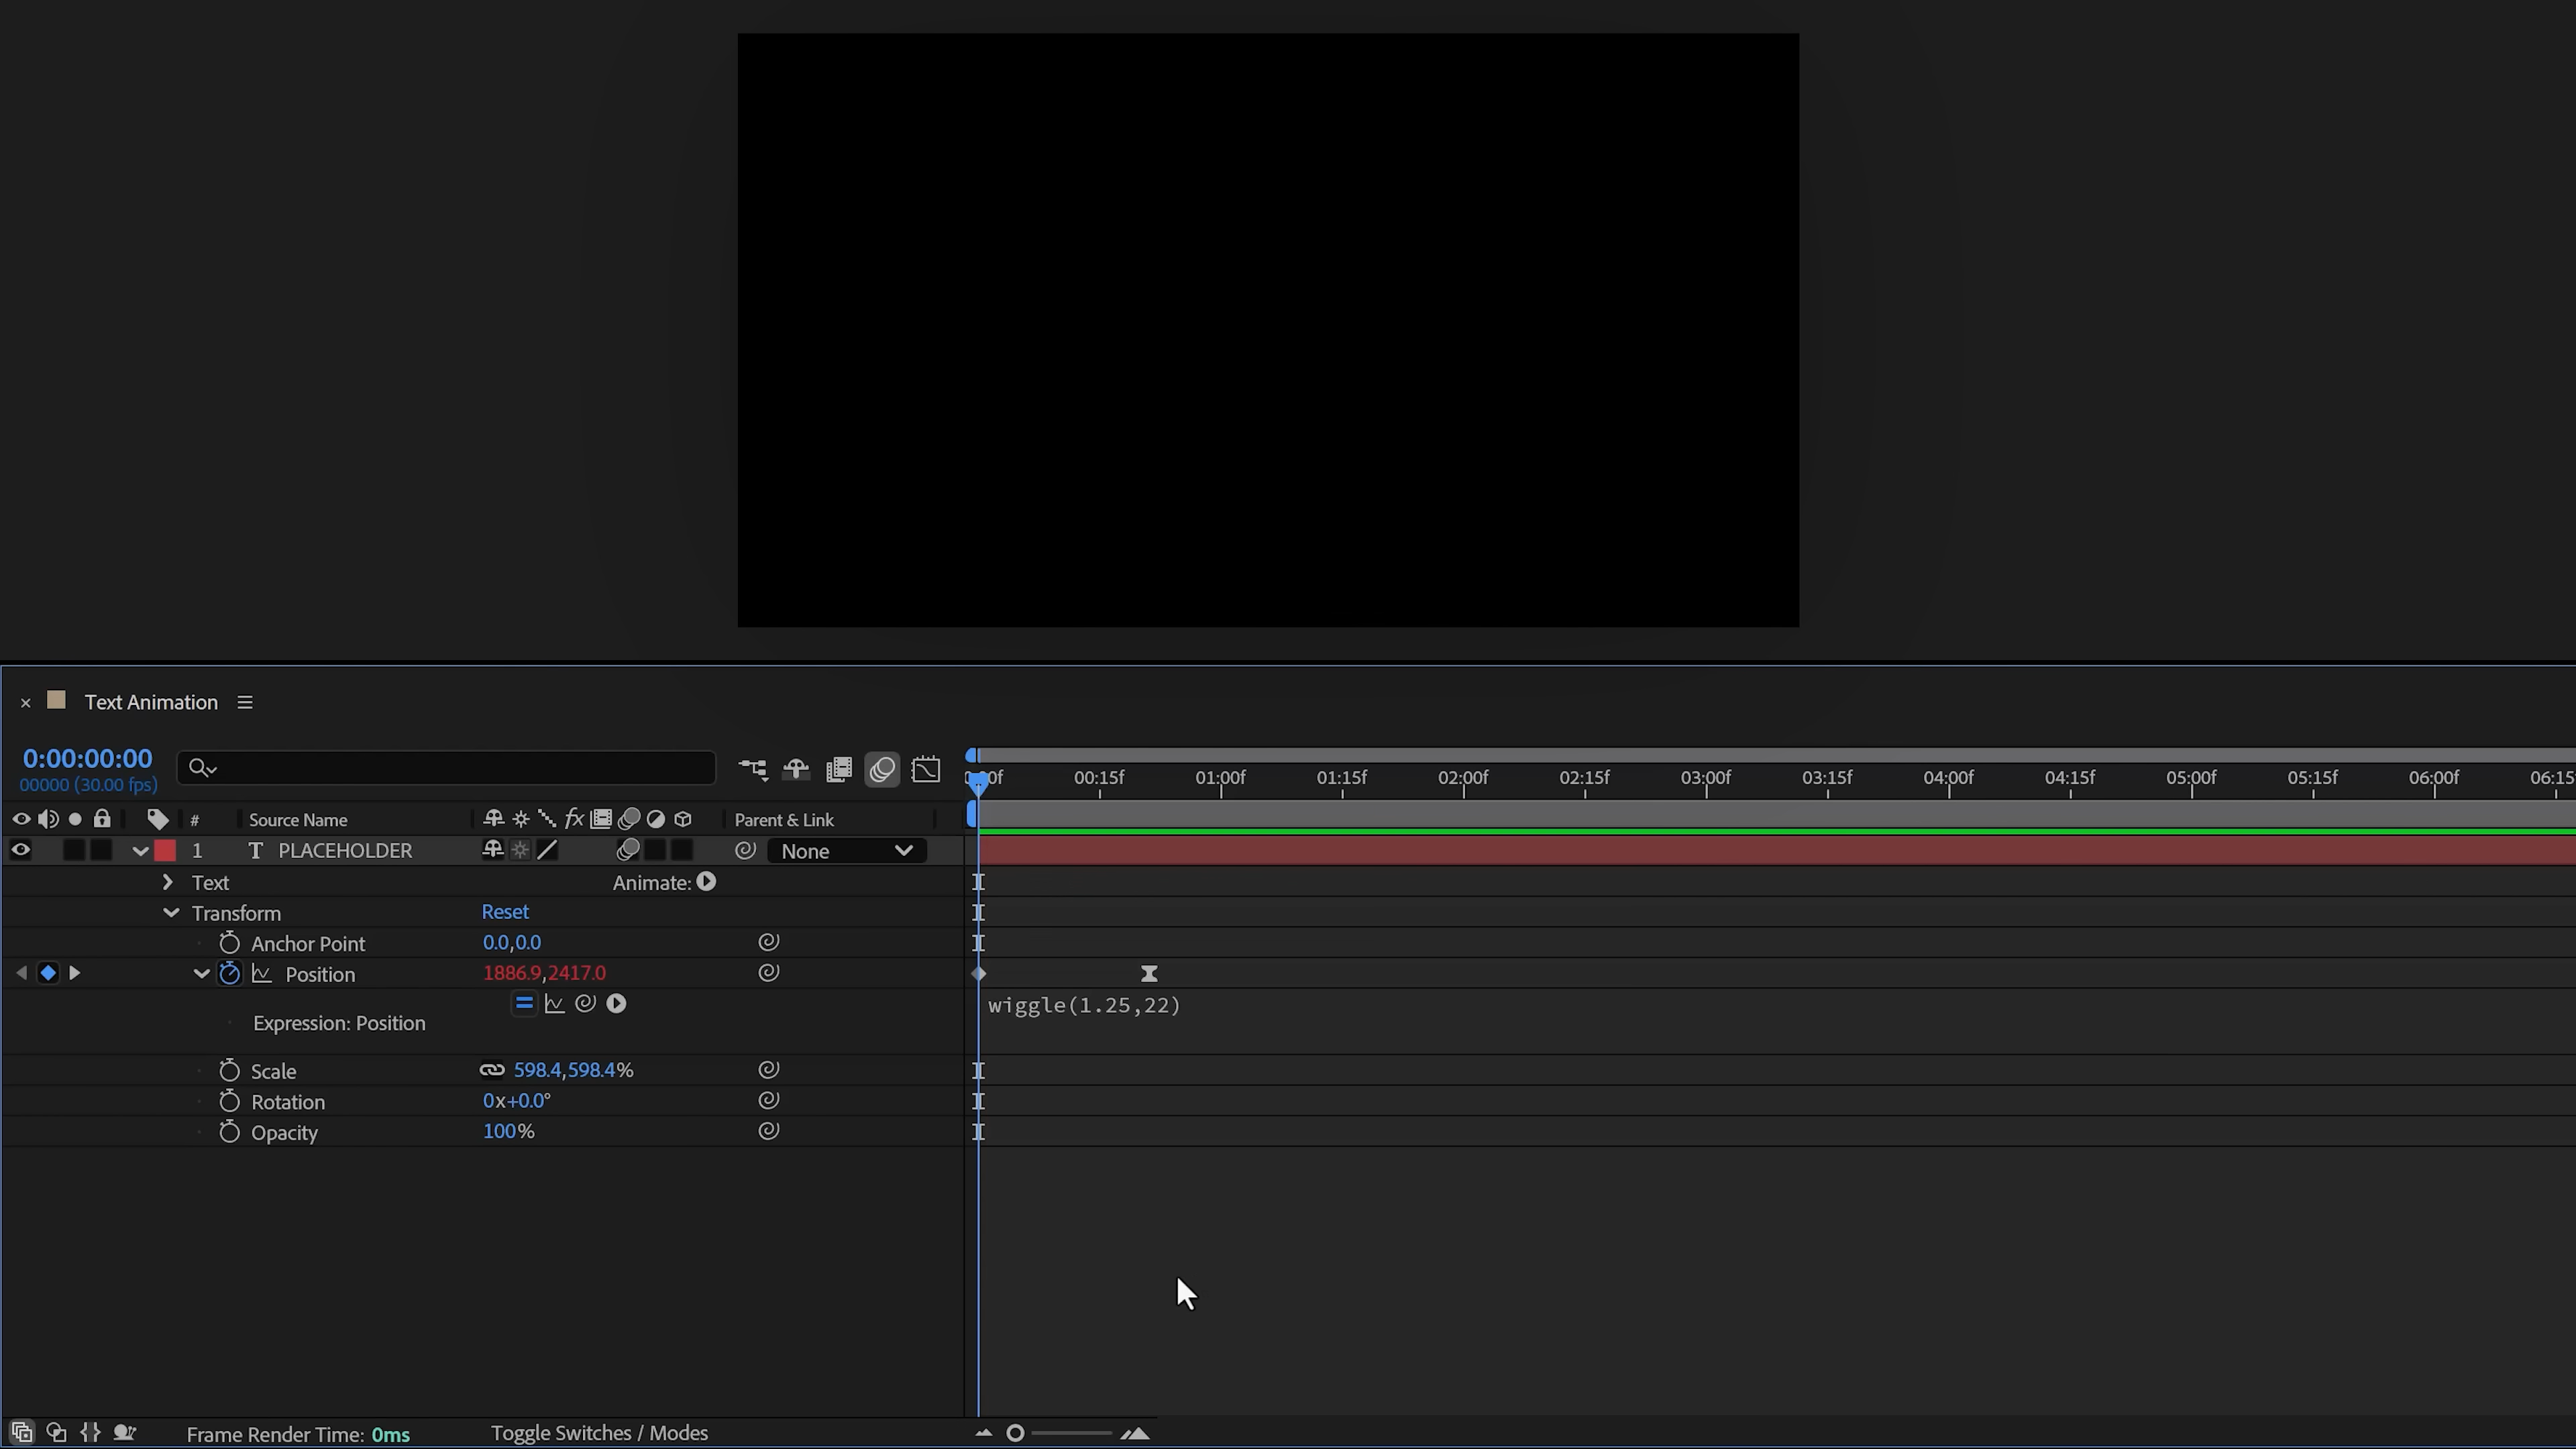 Text Animation
0:00:00:00
00000 (30.00 fps)
00:15f 01:00f 01:15f 02:00f 02:15f 03:00f 03:15f 04:00f 04:15f 05:00f 05:15f 06:00f 06:15
# Source Name fx Parent & Link
1 T PLACEHOLDER None
Text Animate:
Transform Reset
Anchor Point 0.0,0.0
Position 1886.9,2417.0
wiggle(1.25,22)
Expression: Position
Scale 598.4,598.4%
Rotation 0x+0.0°
Opacity 100%
Frame Render Time: 0ms Toggle Switches / Modes